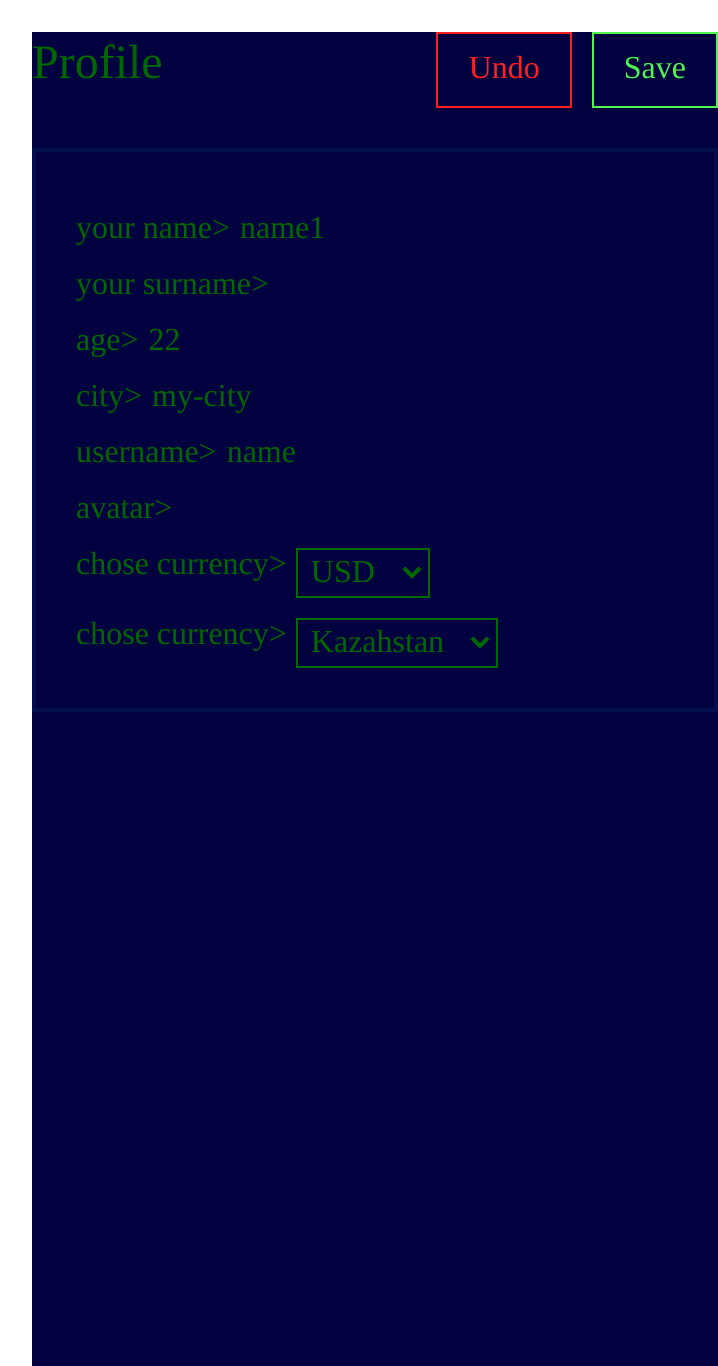 Profile Undo Save
your name> name1
your surname>
age> 22
city> my-city
username> name
avatar>
chose currency> USD
chose currency> Kazahstan